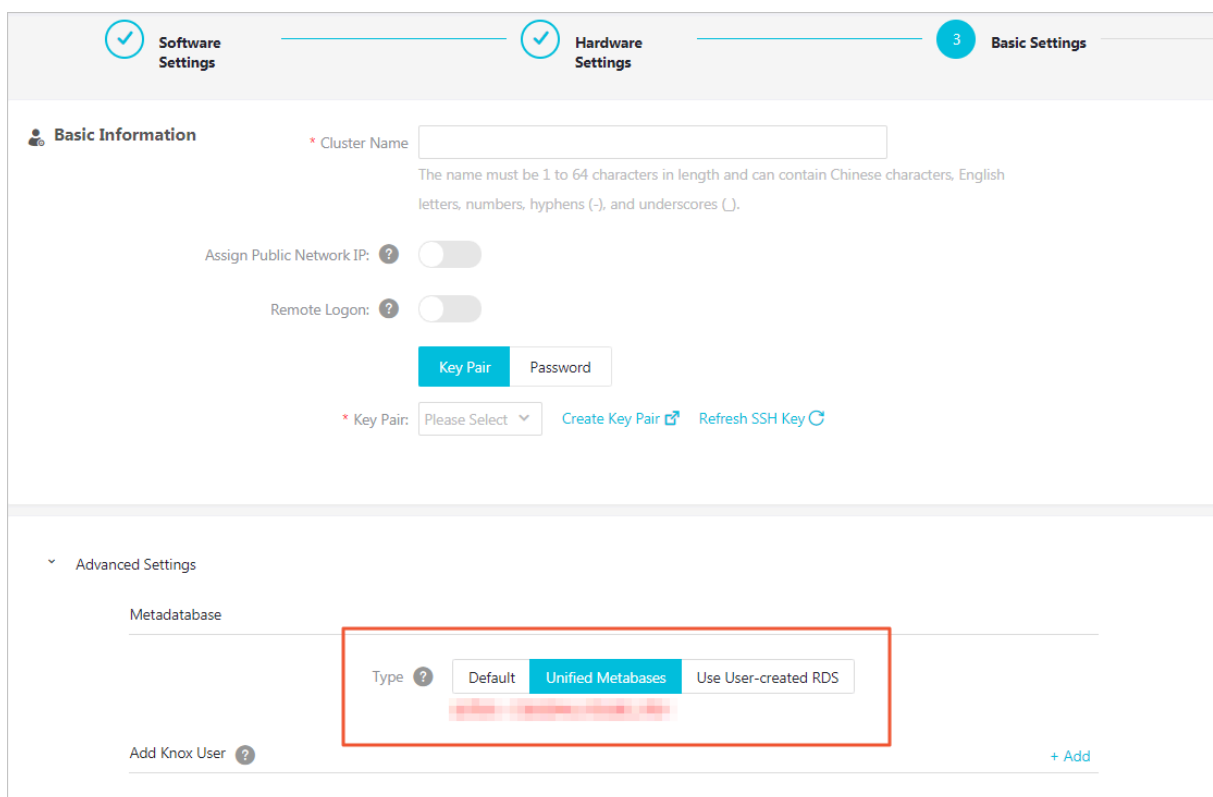 Software
Settings
Hardware
Settings
3
Basic Settings
Basic Information
* Cluster Name
The name must be 1 to 64 characters in length and can contain Chinese characters, English
letters, numbers, hyphens (-), and underscores (_).
Assign Public Network IP: ?
Remote Logon: ?
Key Pair Password
* Key Pair: Please Select Create Key Pair Refresh SSH Key
Advanced Settings
Metadatabase
Type ? Default Unified Metabases Use User-created RDS
Add Knox User ? + Add